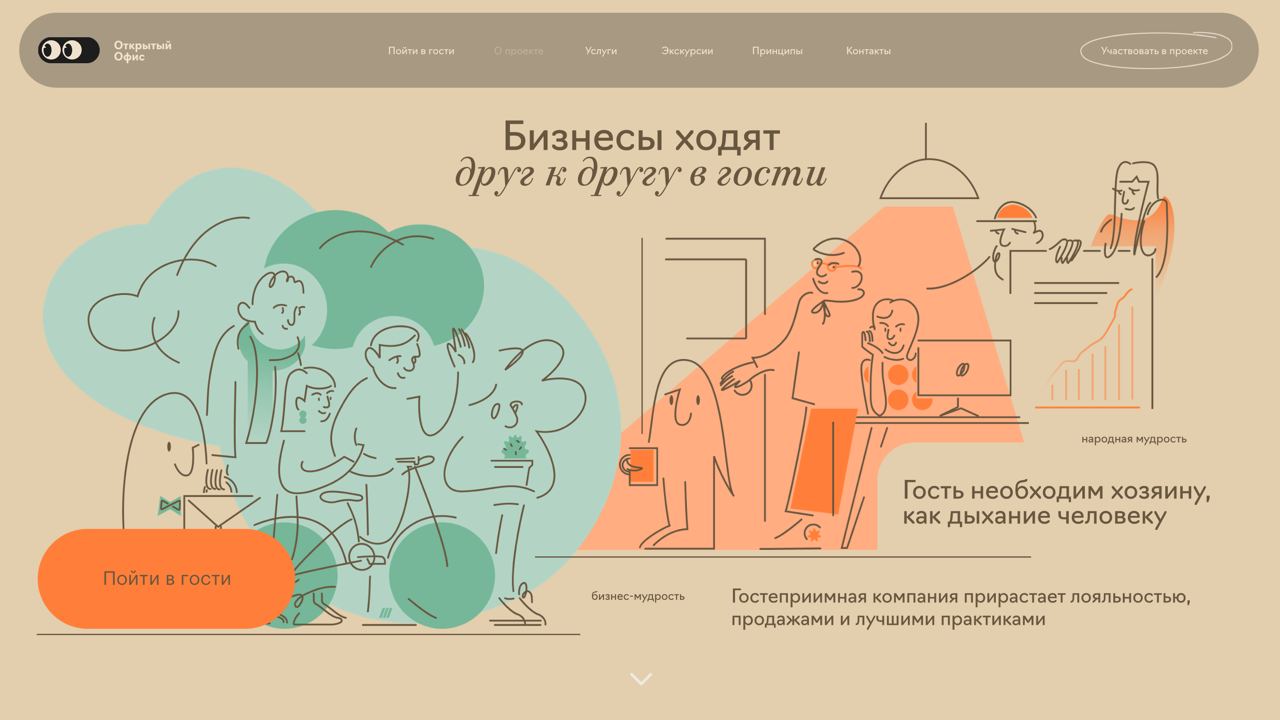 Открытый
Офис
Пойти в гости
О проекте
Услуги
Экскурсии
Принципы
Контакты
Участвовать в проекте
Бизнесы ходят
друг к другу в гости
народная мудрость
Гость необходим хозяину,
как дыхание человеку
Пойти в гости
бизнес-мудрость
Гостеприимная компания прирастает лояльностью,
продажами и лучшими практиками